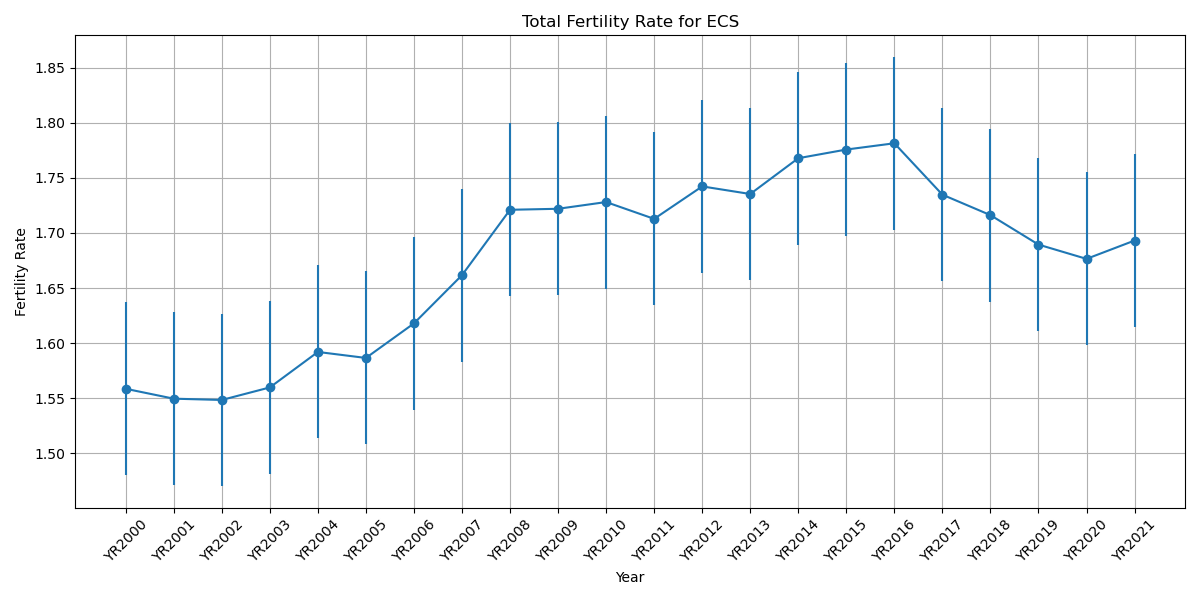 Total Fertility Rate for ECS
Fertility Rate
1.85
1.80
1.75
1.70
1.65
1.60
1.55
1.50
YR2000
YR2001
YR2002
YR2003
YR2004
YR2005
YR2006
YR2007
YR2008
YR2009
YR2010
YR2011
YR2012
YR2013
YR2014
YR2015
YR2016
YR2017
YR2018
YR2019
YR2020
YR2021
Year